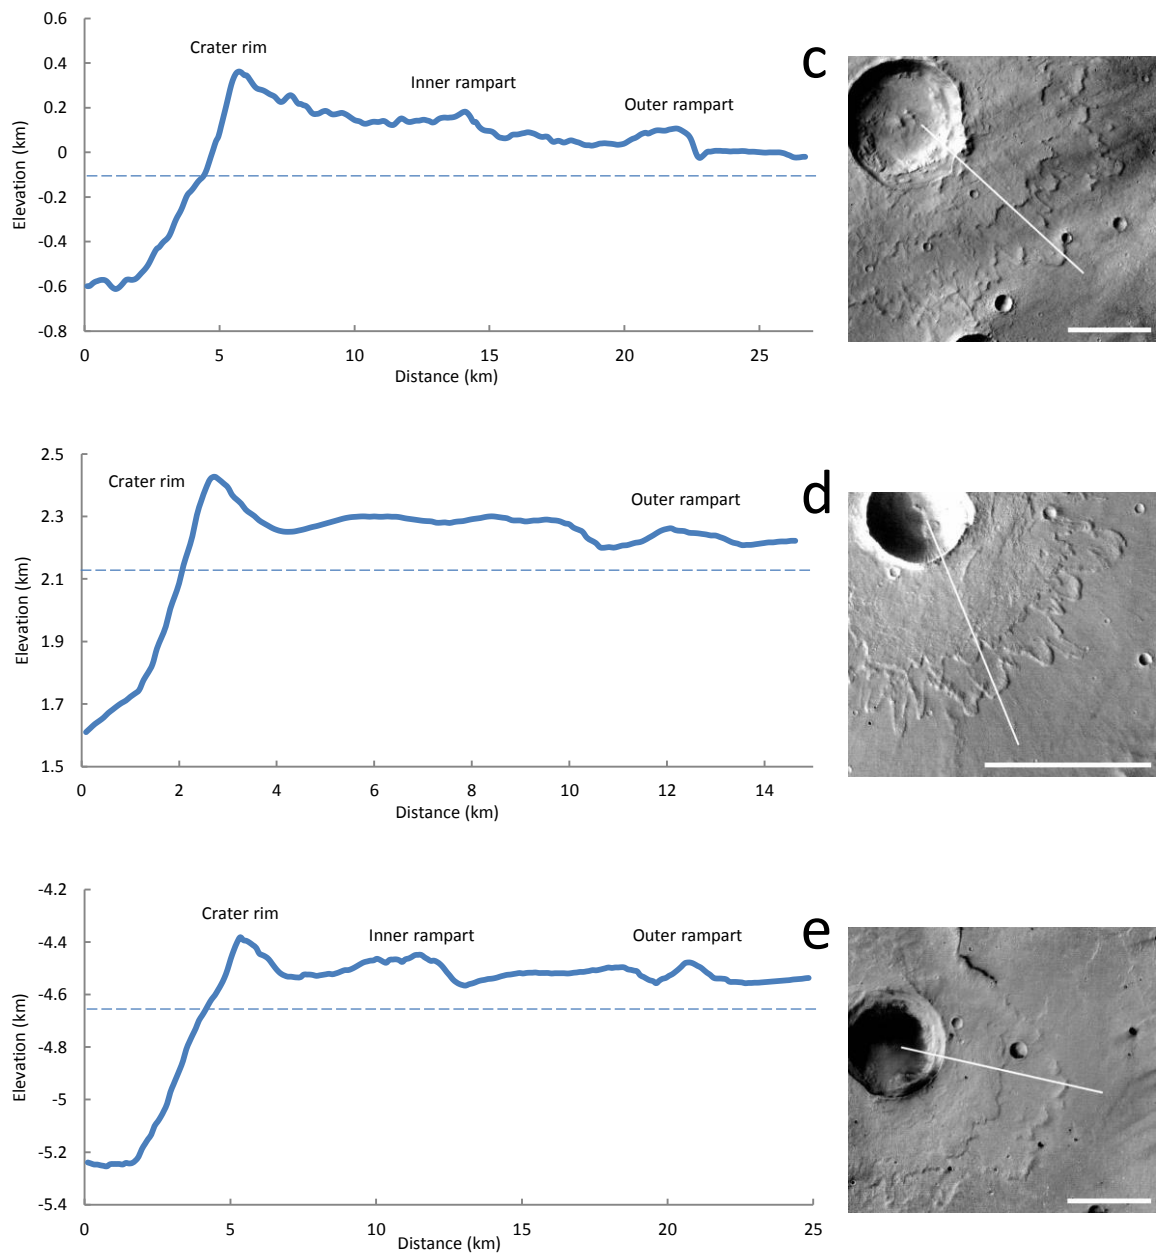 c
0.6
0.4
0.2
0
-0.2
-0.4
-0.6
-0.8
Elevation (km)
Crater rim
Inner rampart
Outer rampart
0 5 10 15 20 25
Distance (km)
d
2.5
2.3
2.1
1.9
1.7
1.5
Elevation (km)
Crater rim
Outer rampart
0 2 4 6 8 10 12 14
Distance (km)
e
-4.2
-4.4
-4.6
-4.8
-5
-5.2
-5.4
Elevation (km)
Crater rim
Inner rampart
Outer rampart
0 5 10 15 20 25
Distance (km)